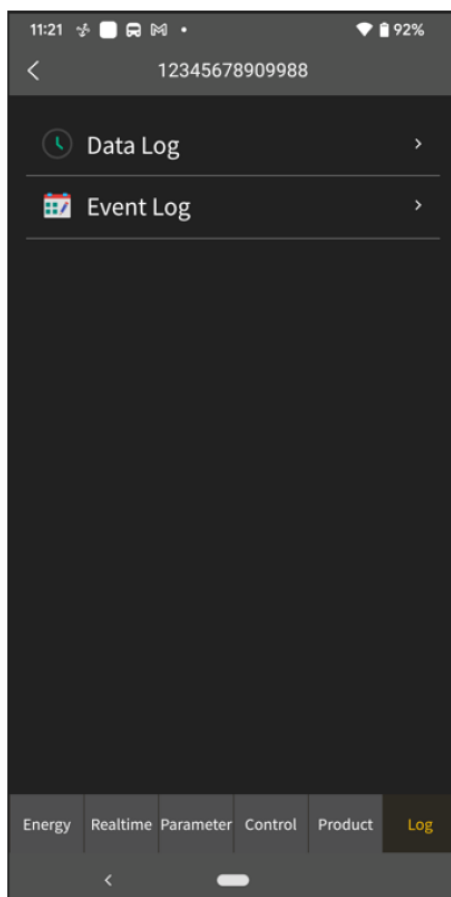 11:21 92%
12345678909988
Data Log
Event Log
Energy Realtime Parameter Control Product Log